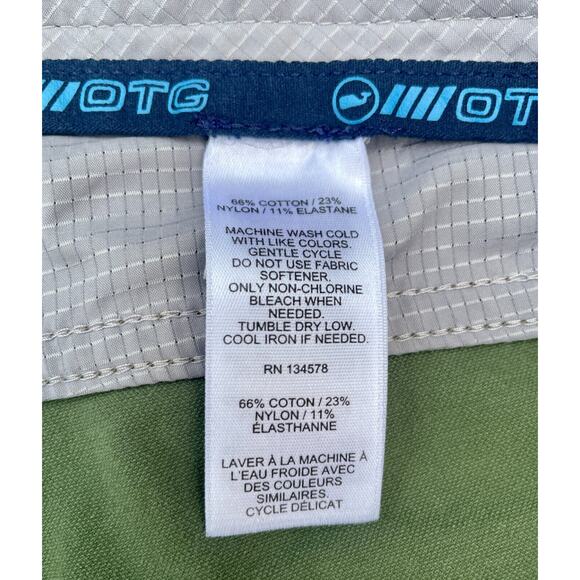 ////OTG ////OT
66% COTTON / 23%
NYLON / 11% ELASTANE
MACHINE WASH COLD
WITH LIKE COLORS.
GENTLE CYCLE
DO NOT USE FABRIC
SOFTENER.
ONLY NON-CHLORINE
BLEACH WHEN
NEEDED.
TUMBLE DRY LOW.
COOL IRON IF NEEDED.
RN 134578
66% COTON / 23%
NYLON / 11%
ÉLASTHANNE
LAVER À LA MACHINE À
L'EAU FROIDE AVEC
DES COULEURS
SIMILAIRES.
CYCLE DÉLICAT